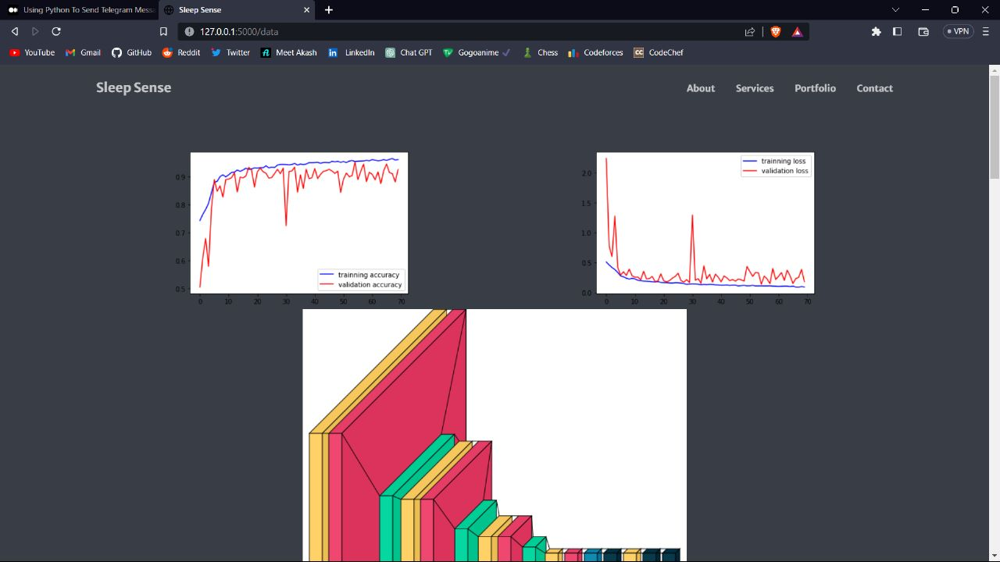 Using Python To Send Telegram Messa
Sleep Sense
127.0.0.1:5000/data
VPN
YouTube Gmail GitHub Reddit Twitter Meet Akash LinkedIn Chat GPT Gogoanime Chess Codeforces CodeChef
Sleep Sense
About Services Portfolio Contact
0.9
0.8
0.7
0.6
0.5
0 10 20 30 40 50 60 70
trainning accuracy
validation accuracy
2.0
1.5
1.0
0.5
0.0
0 10 20 30 40 50 60 70
trainning loss
validation loss